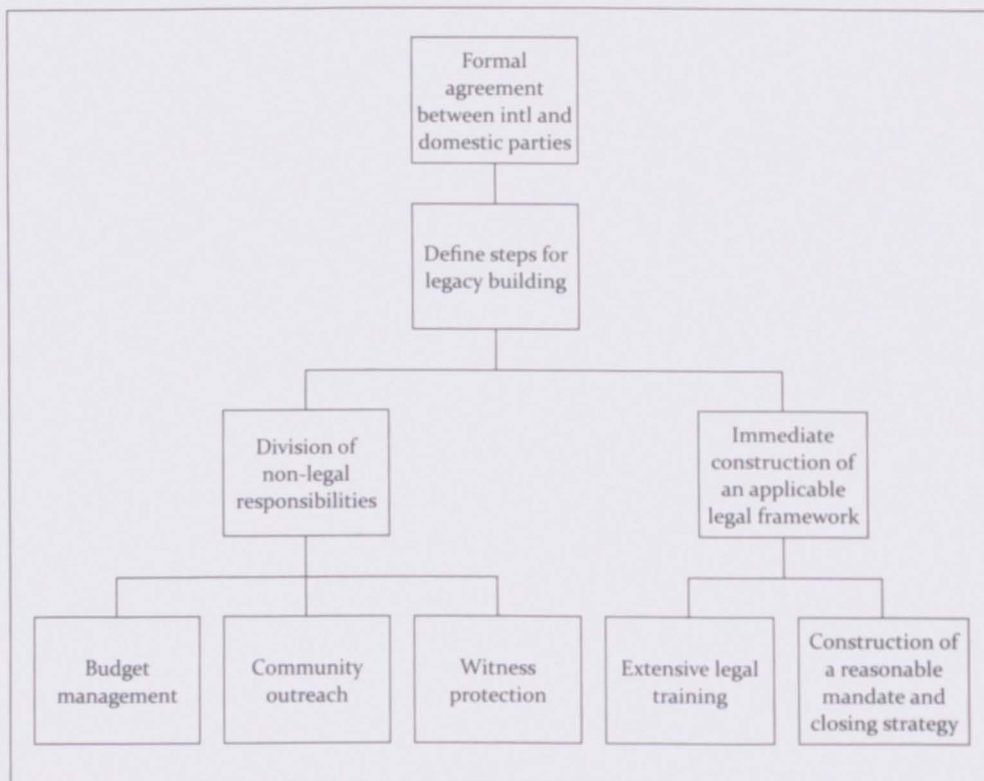 Formal
agreement
between intl and
domestic parties
Define steps for
legacy building
Division of
non-legal
responsibilities
Immediate
construction of
an applicable
legal framework
Budget
management
Community
outreach
Witness
protection
Extensive legal
training
Construction of
a reasonable
mandate and
closing strategy